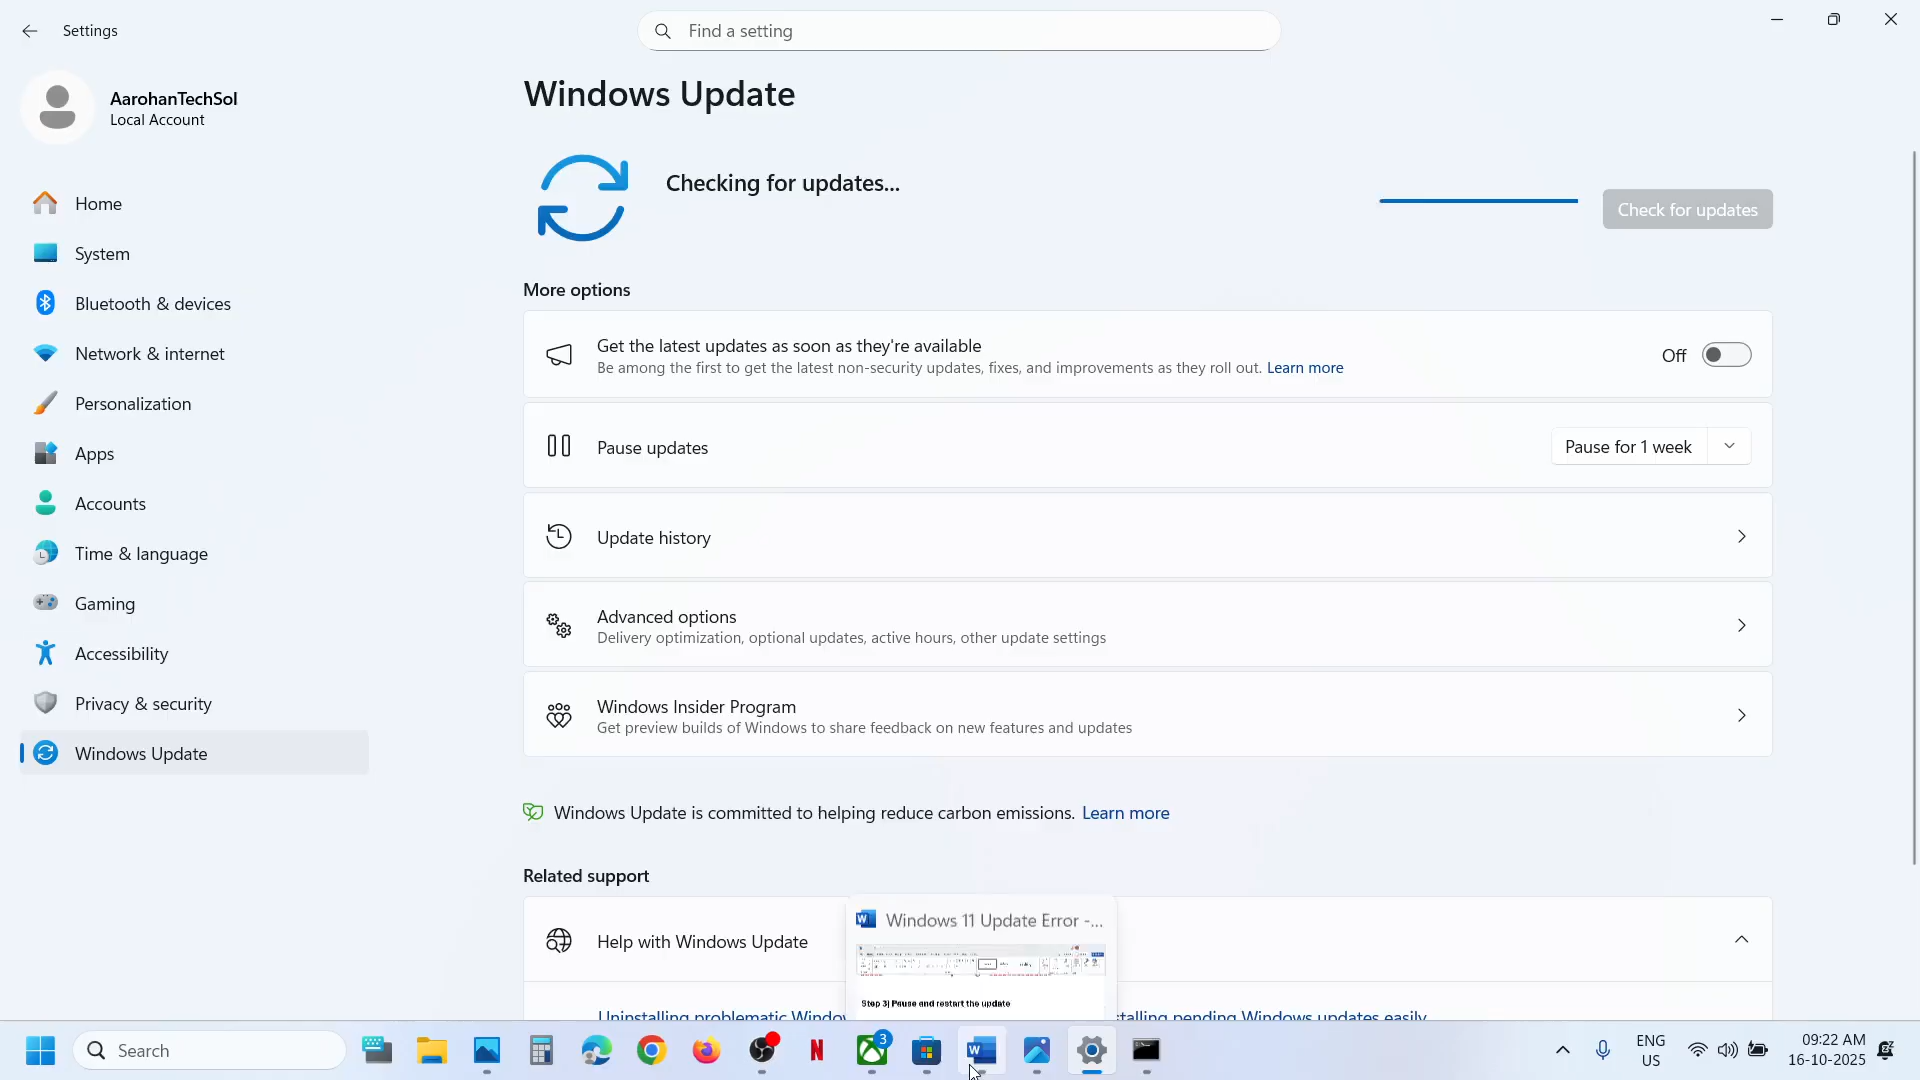 Settings
Find a setting
AarohanTechSol
Local Account
Home
System
Bluetooth & devices
Network & internet
Personalization
Apps
Accounts
Time & language
Gaming
Accessibility
Privacy & security
Windows Update
Windows Update
Checking for updates...
Check for updates
More options
Get the latest updates as soon as they're available
Be among the first to get the latest non-security updates, fixes, and improvements as they roll out. Learn more
Off
Pause updates
Pause for 1 week
Update history
Advanced options
Delivery optimization, optional updates, active hours, other update settings
Windows Insider Program
Get preview builds of Windows to share feedback on new features and updates
Windows Update is committed to helping reduce carbon emissions. Learn more
Related support
Help with Windows Update
Windows 11 Update Error -...
Step 3) Pause and restart the update
Uninstalling problematic
pending Windows updates easily
Search
3
ENG
US
09:22 AM
16-10-2025